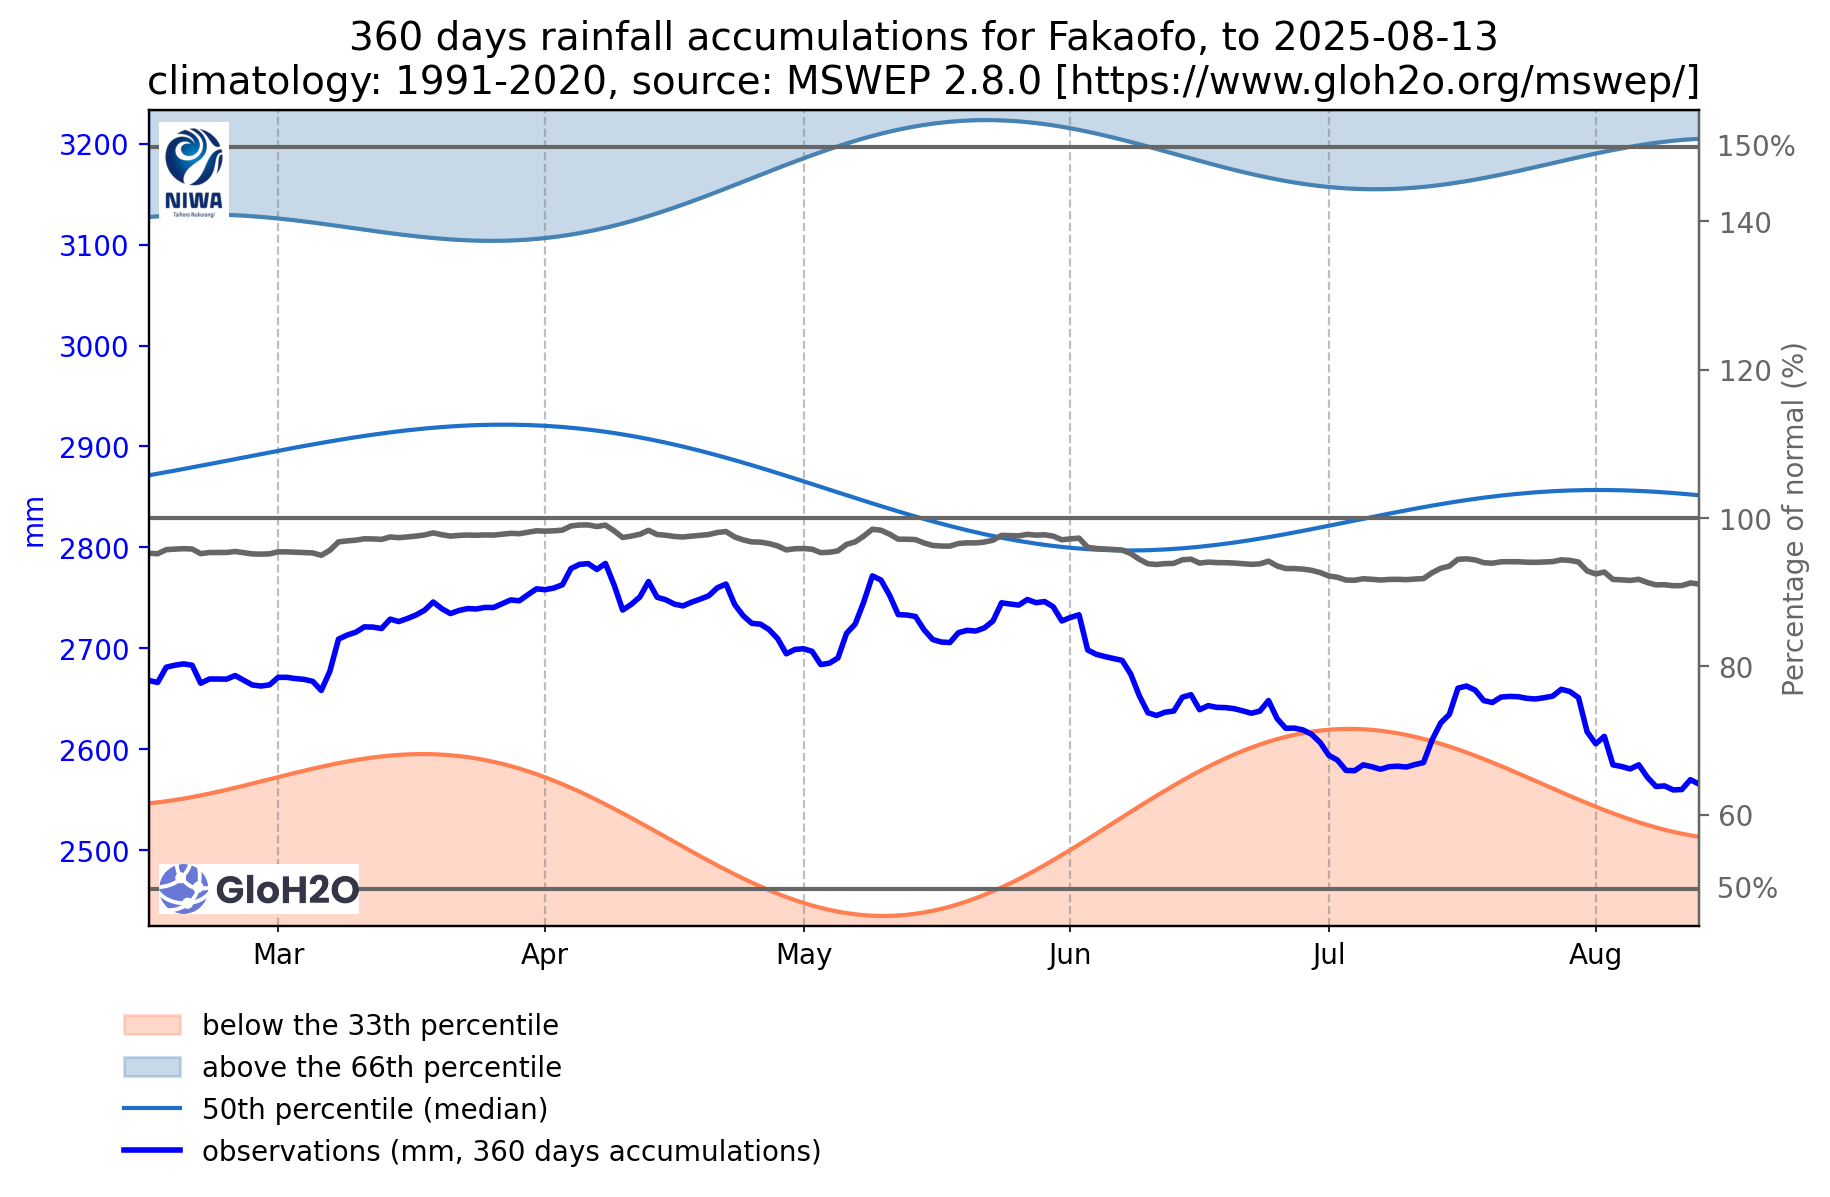 360 days rainfall accumulations for Fakaofo, to 2025-08-13
climatology: 1991-2020, source: MSWEP 2.8.0 [https://www.gloh2o.org/mswep/]
NIWA
Taihoro Nukurangi
3200
3100
3000
2900
2800
2700
2600
2500
mm
150%
140
120
100
80
60
50%
Percentage of normal (%)
GloH2O
Mar
Apr
May
Jun
Jul
Aug
below the 33th percentile
above the 66th percentile
50th percentile (median)
observations (mm, 360 days accumulations)